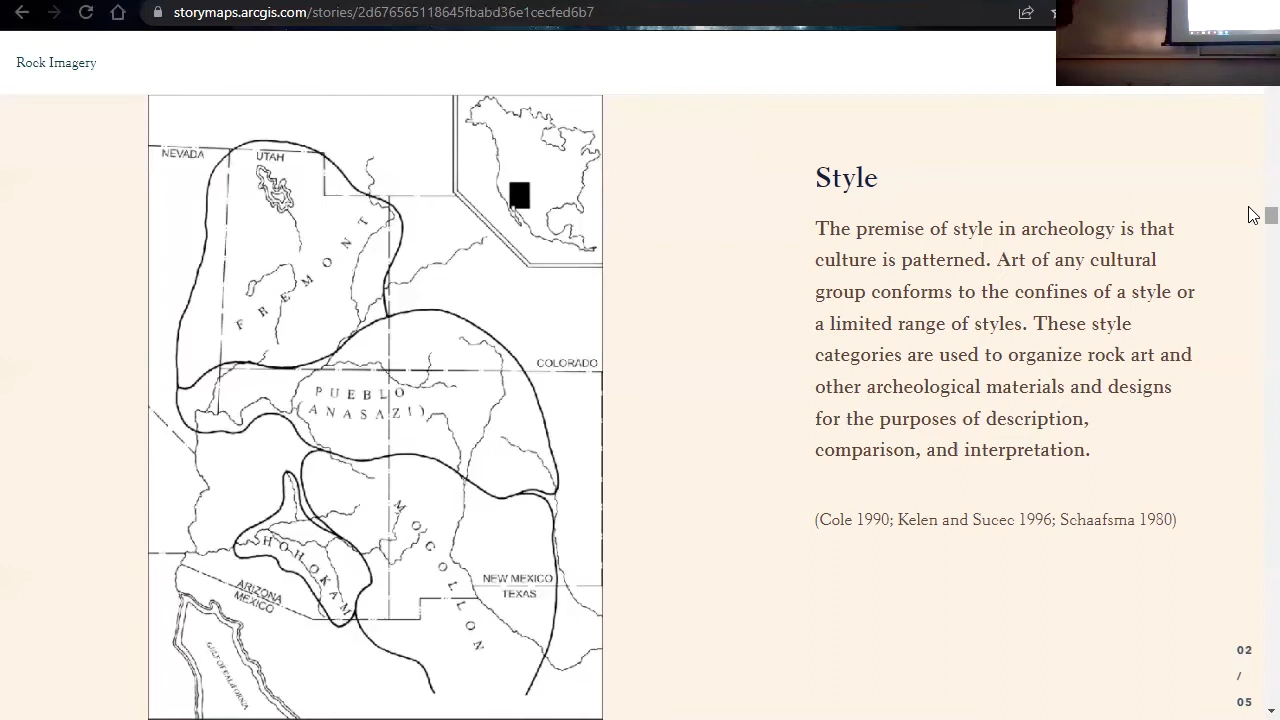 storymaps.arcgis.com/stories/2d676565118645fbabd36e1cecfed6b7
Rock Imagery
NEVADA
UTAH
FREMONT
COLORADO
PUEBLO
(ANASAZI)
MOGOLLON
HOHOKAM
NEW MEXICO
TEXAS
ARIZONA
MEXICO
GULF OF CALIFORNIA
Style
The premise of style in archeology is that
culture is patterned. Art of any cultural
group conforms to the confines of a style or
a limited range of styles. These style
categories are used to organize rock art and
other archeological materials and designs
for the purposes of description,
comparison, and interpretation.
(Cole 1990; Kelen and Sucec 1996; Schaafsma 1980)
02
/
05